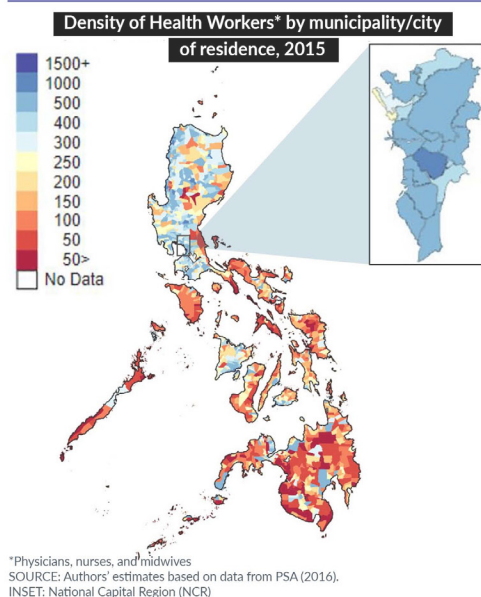 Density of Health Workers* by municipality/city
of residence, 2015
1500+
1000
500
400
300
250
200
150
100
50
50>
No Data
*Physicians, nurses, and midwives
SOURCE: Authors' estimates based on data from PSA (2016).
INSET: National Capital Region (NCR)